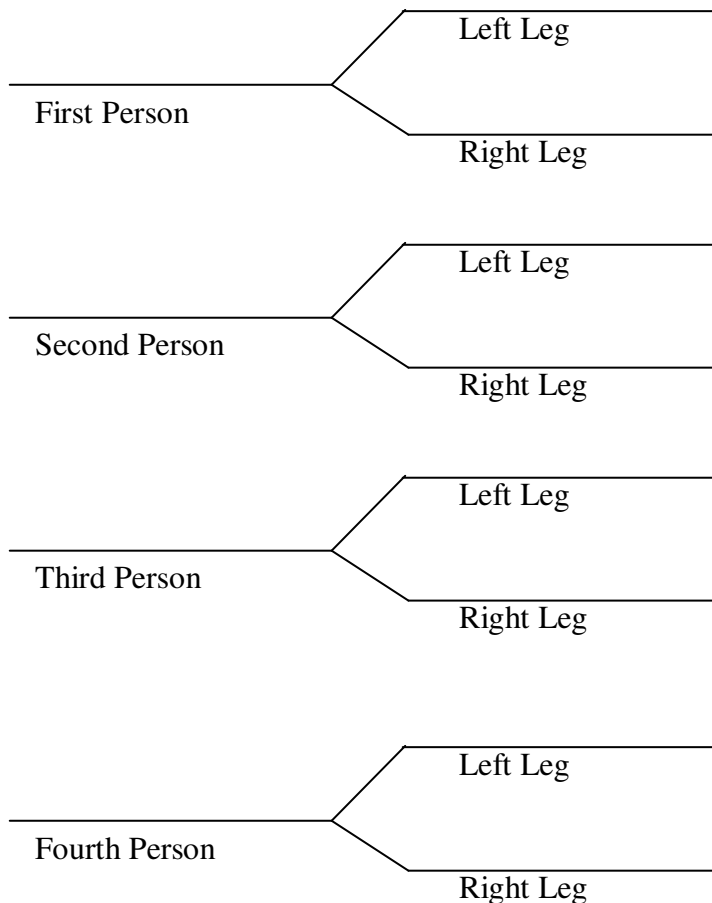 Left Leg
First Person
Right Leg
Left Leg
Second Person
Right Leg
Left Leg
Third Person
Right Leg
Left Leg
Fourth Person
Right Leg